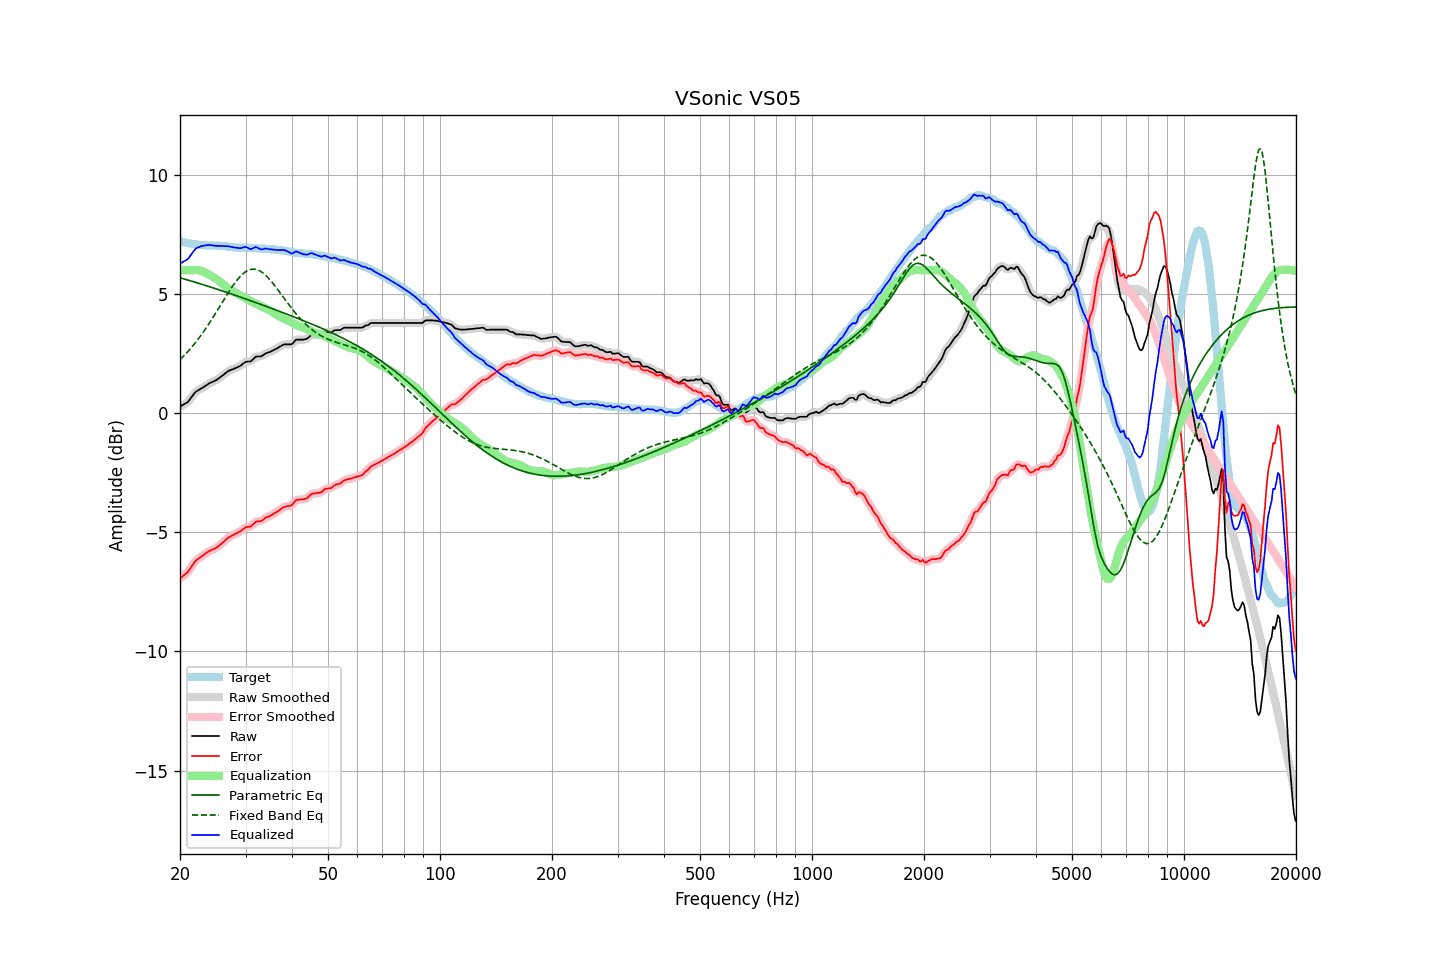 VSonic VS05
Amplitude (dBr)
10
5
0
−5
−10
−15
Target
Raw Smoothed
Error Smoothed
Raw
Error
Equalization
Parametric Eq
Fixed Band Eq
Equalized
20 50 100 200 500 1000 2000 5000 10000 20000
Frequency (Hz)